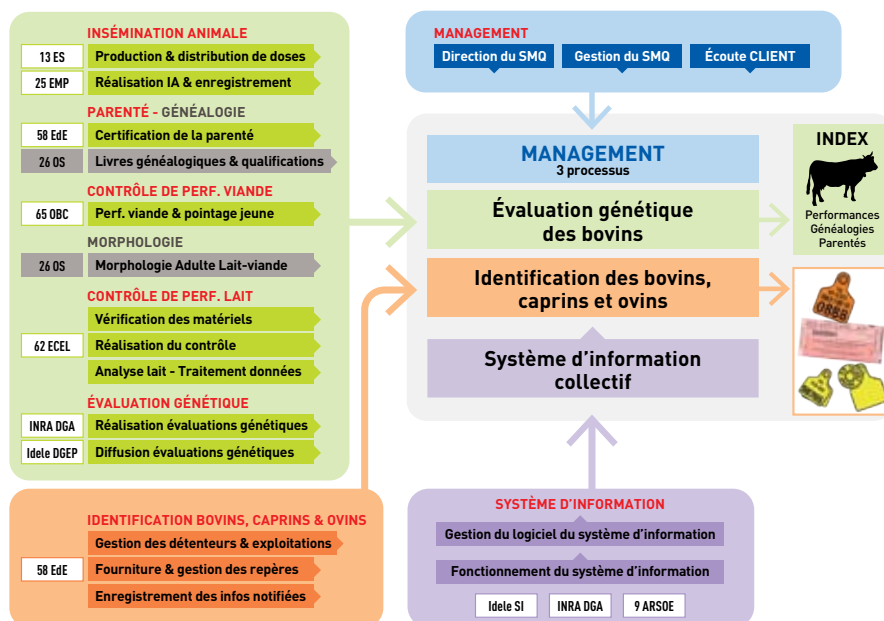 INSÉMINATION ANIMALE
13 ES
Production & distribution de doses
25 EMP
Réalisation IA & enregistrement
PARENTÉ - GÉNÉALOGIE
58 EdE
Certification de la parenté
26 OS
Livres généalogiques & qualifications
CONTRÔLE DE PERF. VIANDE
65 OBC
Perf. viande & pointage jeune
MORPHOLOGIE
26 OS
Morphologie Adulte Lait-viande
CONTRÔLE DE PERF. LAIT
Vérification des matériels
62 ECEL
Réalisation du contrôle
Analyse lait - Traitement données
ÉVALUATION GÉNÉTIQUE
INRA DGA
Réalisation évaluations génétiques
Idele DGEP
Diffusion évaluations génétiques
IDENTIFICATION BOVINS, CAPRINS & OVINS
Gestion des détenteurs & exploitations
58 EdE
Fourniture & gestion des repères
Enregistrement des infos notifiées
MANAGEMENT
Direction du SMQ
Gestion du SMQ
Écoute CLIENT
MANAGEMENT
3 processus
Évaluation génétique
des bovins
Identification des bovins,
caprins et ovins
Système d'information
collectif
INDEX
Performances
Généalogies
Parentés
0888
SYSTÈME D'INFORMATION
Gestion du logiciel du système d'information
Fonctionnement du système d'information
Idele SI
INRA DGA
9 ARSOE